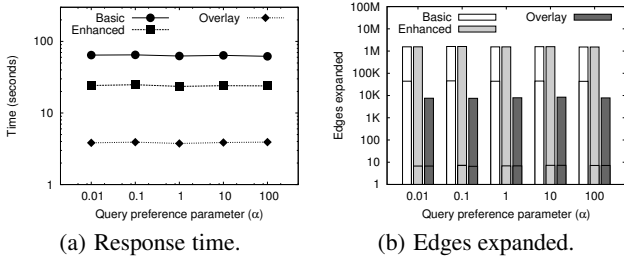 Basic
Enhanced
Overlay
100
10
1
Time (seconds)
0.01 0.1 1 10 100
Query preference parameter (α)
(a) Response time.
Basic
Enhanced
Overlay
10M
1M
100K
10K
1K
100
10
1
Edges expanded
0.01 0.1 1 10 100
Query preference parameter (α)
(b) Edges expanded.